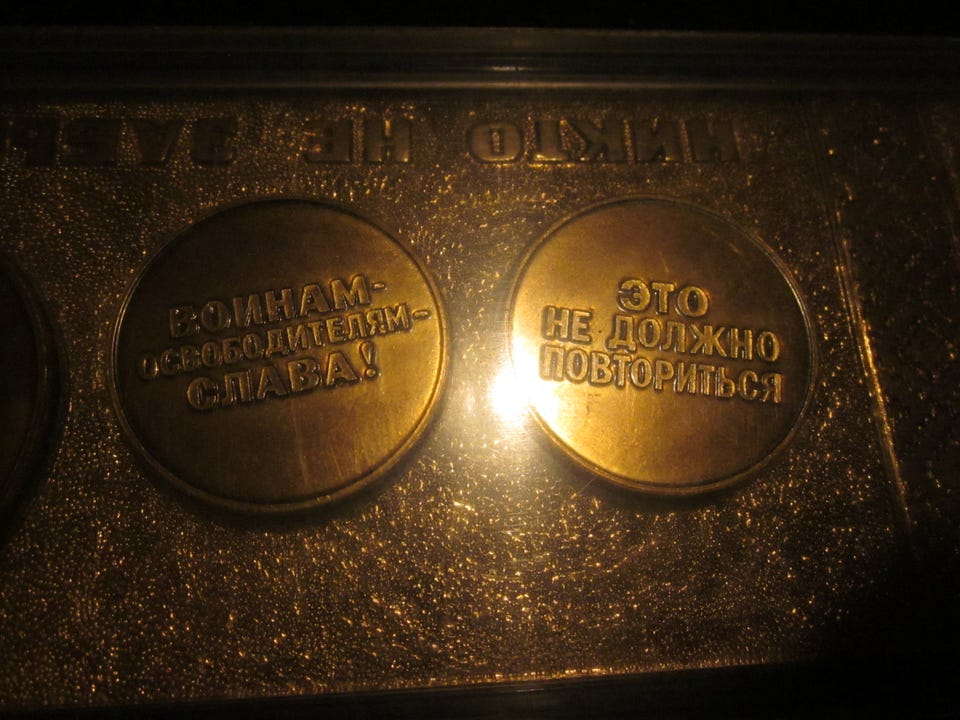 НИКТО НЕ
ВОИНАМ-
ОСВОБОДИТЕЛЯМ-
СЛАВА!
ЭТО
НЕ ДОЛЖНО
ПОВТОРИТЬСЯ